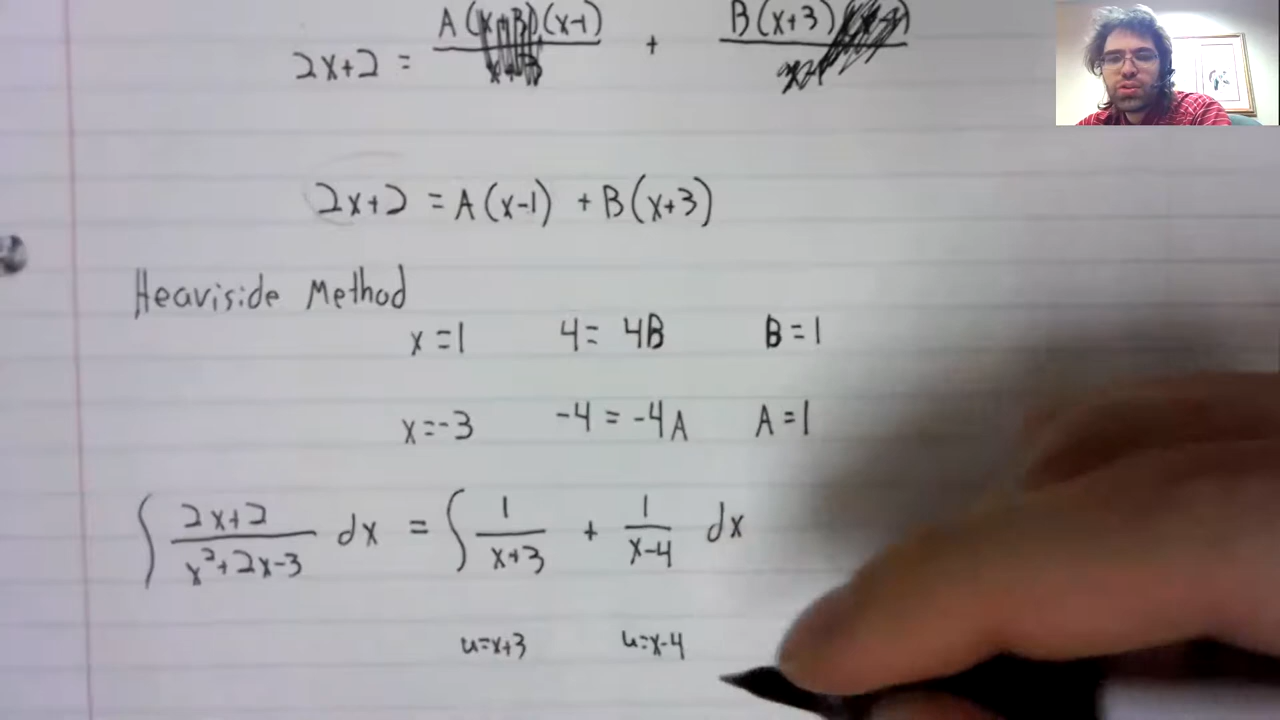 2x+2 = A(x+3)(x-1)/x+3 + B(x+3)
2x+2 = A(x-1) + B(x+3)
Heaviside Method
x=1 4= 4B B=1
x=-3 -4 = -4A A=1
∫ 2x+2/x²+2x-3 dx = ∫ 1/x+3 + 1/x-4 dx
u=x+3 u=x-4